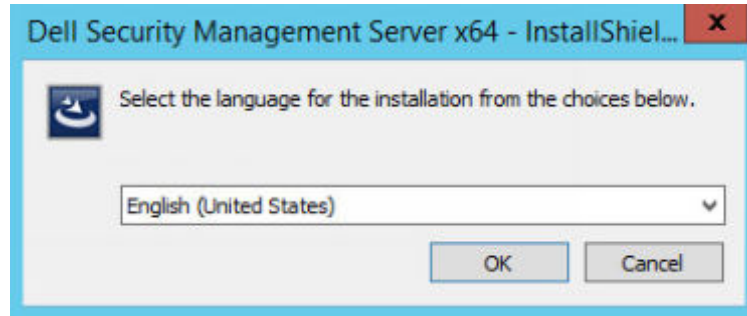 Dell Security Management Server x64 - InstallShiel...
Select the language for the installation from the choices below.
English (United States)
OK
Cancel